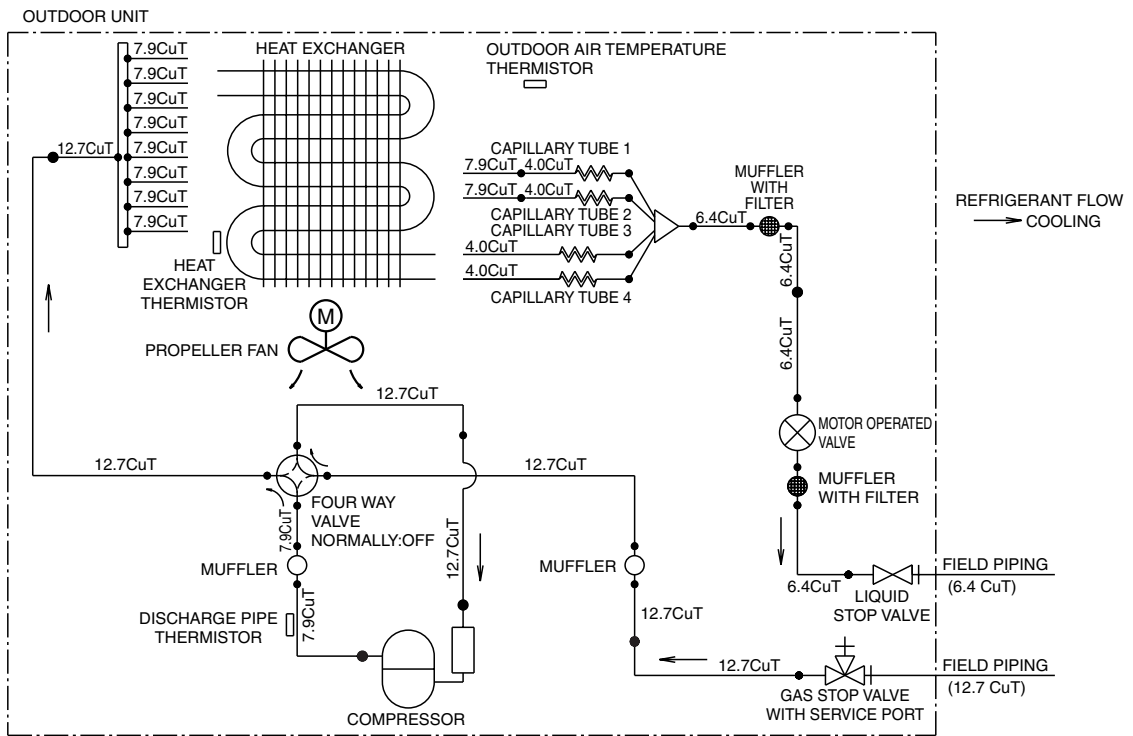 OUTDOOR UNIT
7.9CuT
7.9CuT
7.9CuT
7.9CuT
7.9CuT
7.9CuT
7.9CuT
7.9CuT
12.7CuT
HEAT EXCHANGER
OUTDOOR AIR TEMPERATURE
THERMISTOR
CAPILLARY TUBE 1
7.9CuT
4.0CuT
7.9CuT
4.0CuT
CAPILLARY TUBE 2
CAPILLARY TUBE 3
4.0CuT
4.0CuT
CAPILLARY TUBE 4
MUFFLER
WITH
FILTER
6.4CuT
6.4CuT
6.4CuT
REFRIGERANT FLOW
COOLING
HEAT
EXCHANGER
THERMISTOR
M
PROPELLER FAN
12.7CuT
MOTOR OPERATED
VALVE
12.7CuT
12.7CuT
MUFFLER
WITH FILTER
FOUR WAY
VALVE
NORMALLY:OFF
7.9CuT
12.7CuT
MUFFLER
MUFFLER
6.4CuT
LIQUID
STOP VALVE
FIELD PIPING
(6.4 CuT)
DISCHARGE PIPE
THERMISTOR
7.9CuT
12.7CuT
12.7CuT
FIELD PIPING
(12.7 CuT)
GAS STOP VALVE
WITH SERVICE PORT
COMPRESSOR